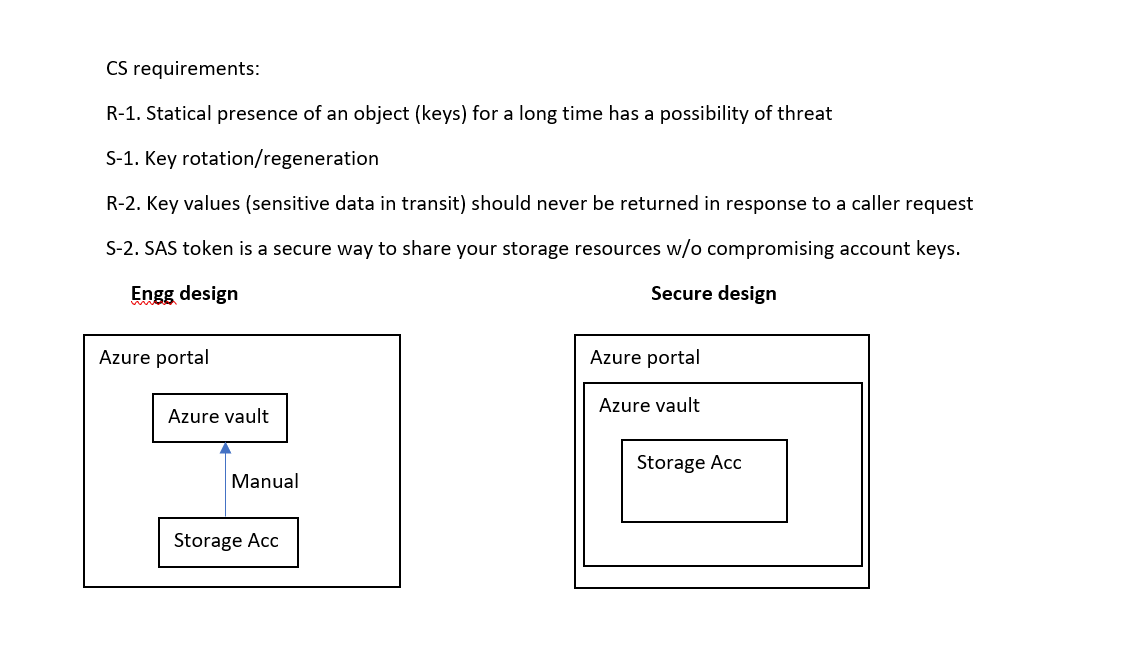 CS requirements:
R-1. Statical presence of an object (keys) for a long time has a possibility of threat
S-1. Key rotation/regeneration
R-2. Key values (sensitive data in transit) should never be returned in response to a caller request
S-2. SAS token is a secure way to share your storage resources w/o compromising account keys.
Engg design
Azure portal
Azure vault
Manual
Storage Acc
Secure design
Azure portal
Azure vault
Storage Acc